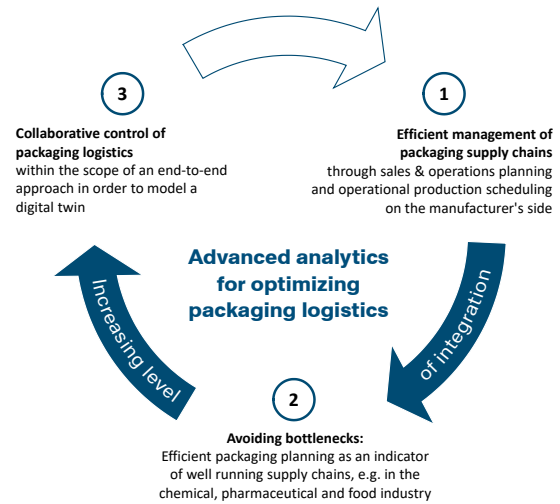 3
Collaborative control of
packaging logistics
within the scope of an end-to-end
approach in order to model a
digital twin
1
Efficient management of
packaging supply chains
through sales & operations planning
and operational production scheduling
on the manufacturer's side
Advanced analytics
for optimizing
packaging logistics
Increasing level
of integration
2
Avoiding bottlenecks:
Efficient packaging planning as an indicator
of well running supply chains, e.g. in the
chemical, pharmaceutical and food industry